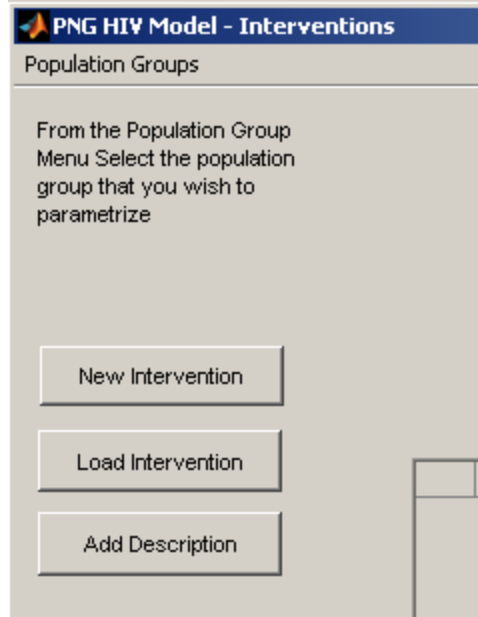 PNG HIV Model - Interventions
Population Groups
From the Population Group
Menu Select the population
group that you wish to
parametrize
New Intervention
Load Intervention
Add Description